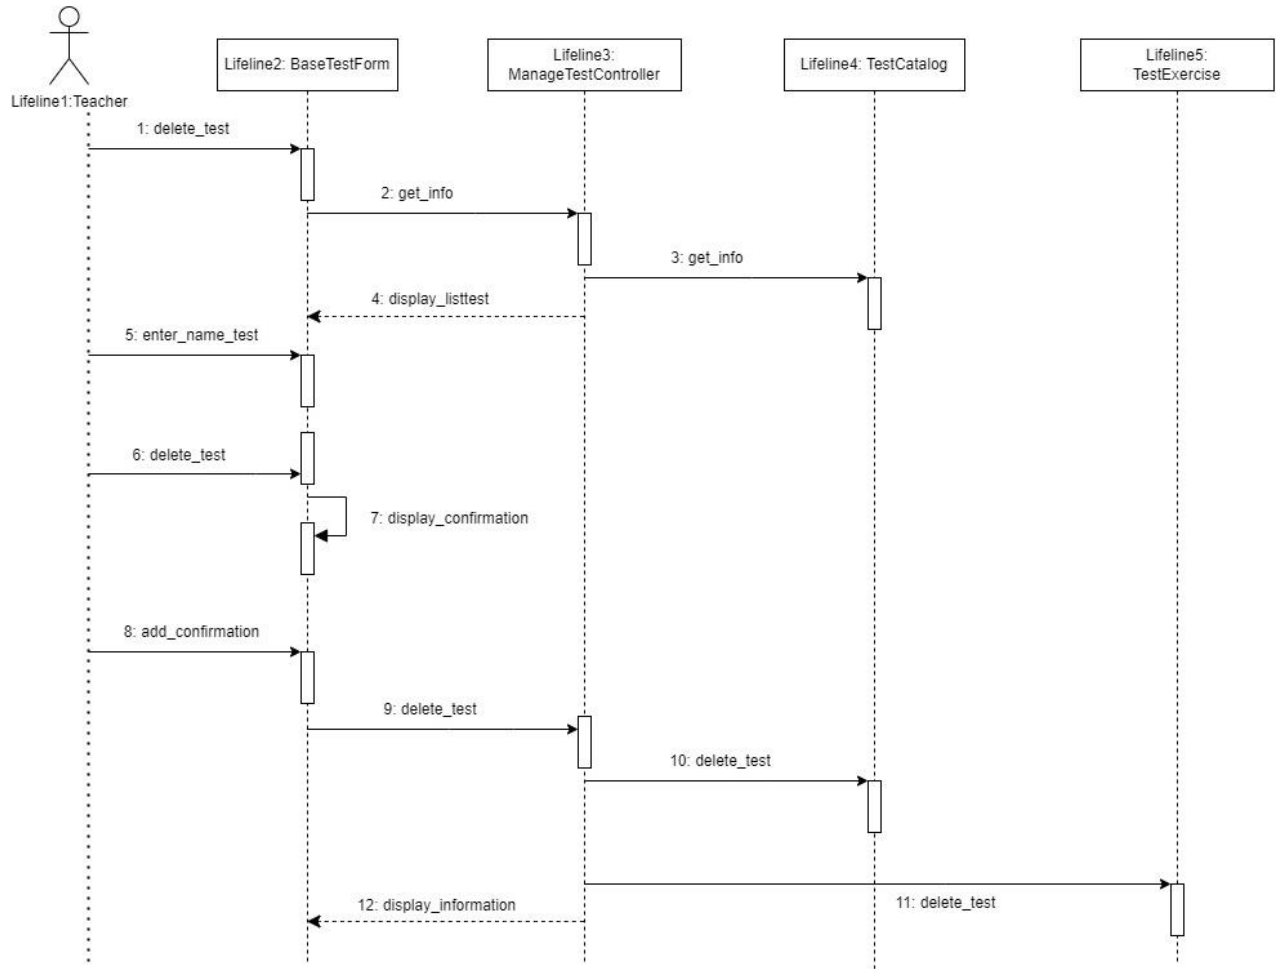 Lifeline1:Teacher
Lifeline2: BaseTestForm
Lifeline3:
ManageTestController
Lifeline4: TestCatalog
Lifeline5:
TestExercise
1: delete_test
2: get_info
3: get_info
4: display_listtest
5: enter_name_test
6: delete_test
7: display_confirmation
8: add_confirmation
9: delete_test
10: delete_test
11: delete_test
12: display_information